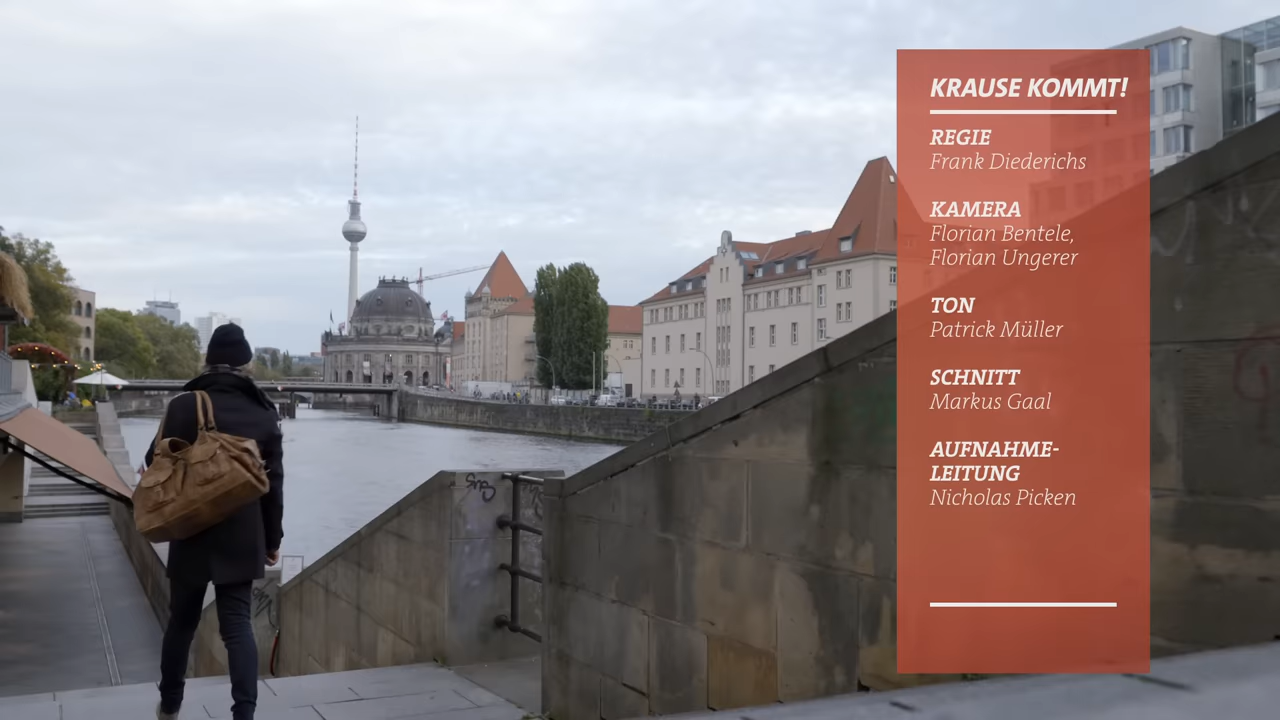 KRAUSE KOMMT!
REGIE
Frank Diederichs
KAMERA
Florian Bentele,
Florian Ungerer
TON
Patrick Müller
SCHNITT
Markus Gaal
AUFNAHME-
LEITUNG
Nicholas Picken